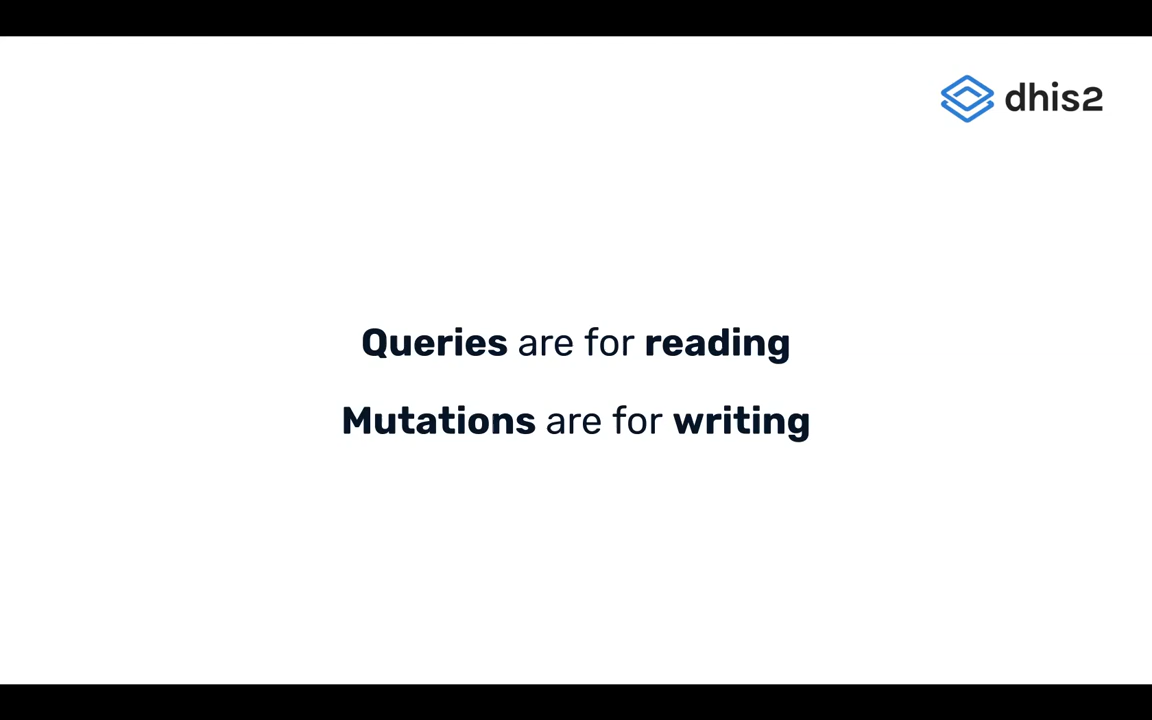 dhis2
Queries are for reading
Mutations are for writing